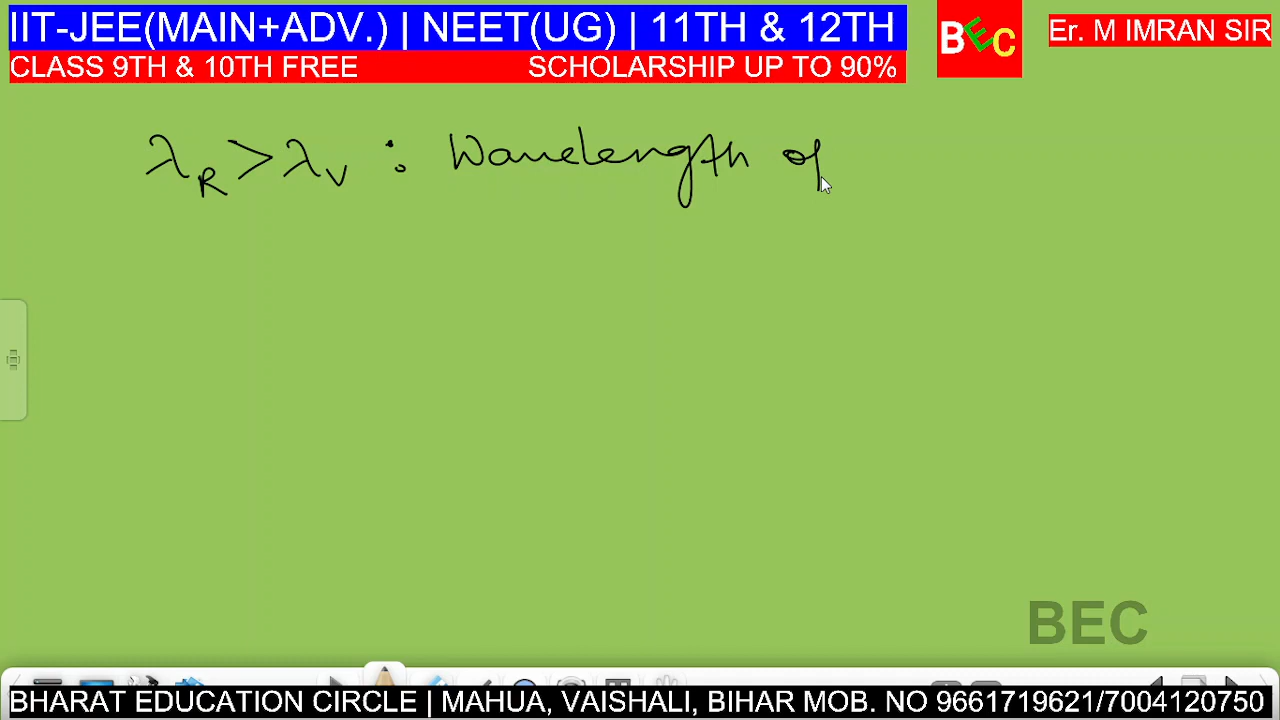 IIT-JEE(MAIN+ADV.) | NEET(UG) | 11TH & 12TH
CLASS 9TH & 10TH FREE SCHOLARSHIP UP TO 90%
BEC
Er. M IMRAN SIR
λR > λV : Wavelength of
BEC
BHARAT EDUCATION CIRCLE | MAHUA, VAISHALI, BIHAR MOB. NO 9661719621/7004120750